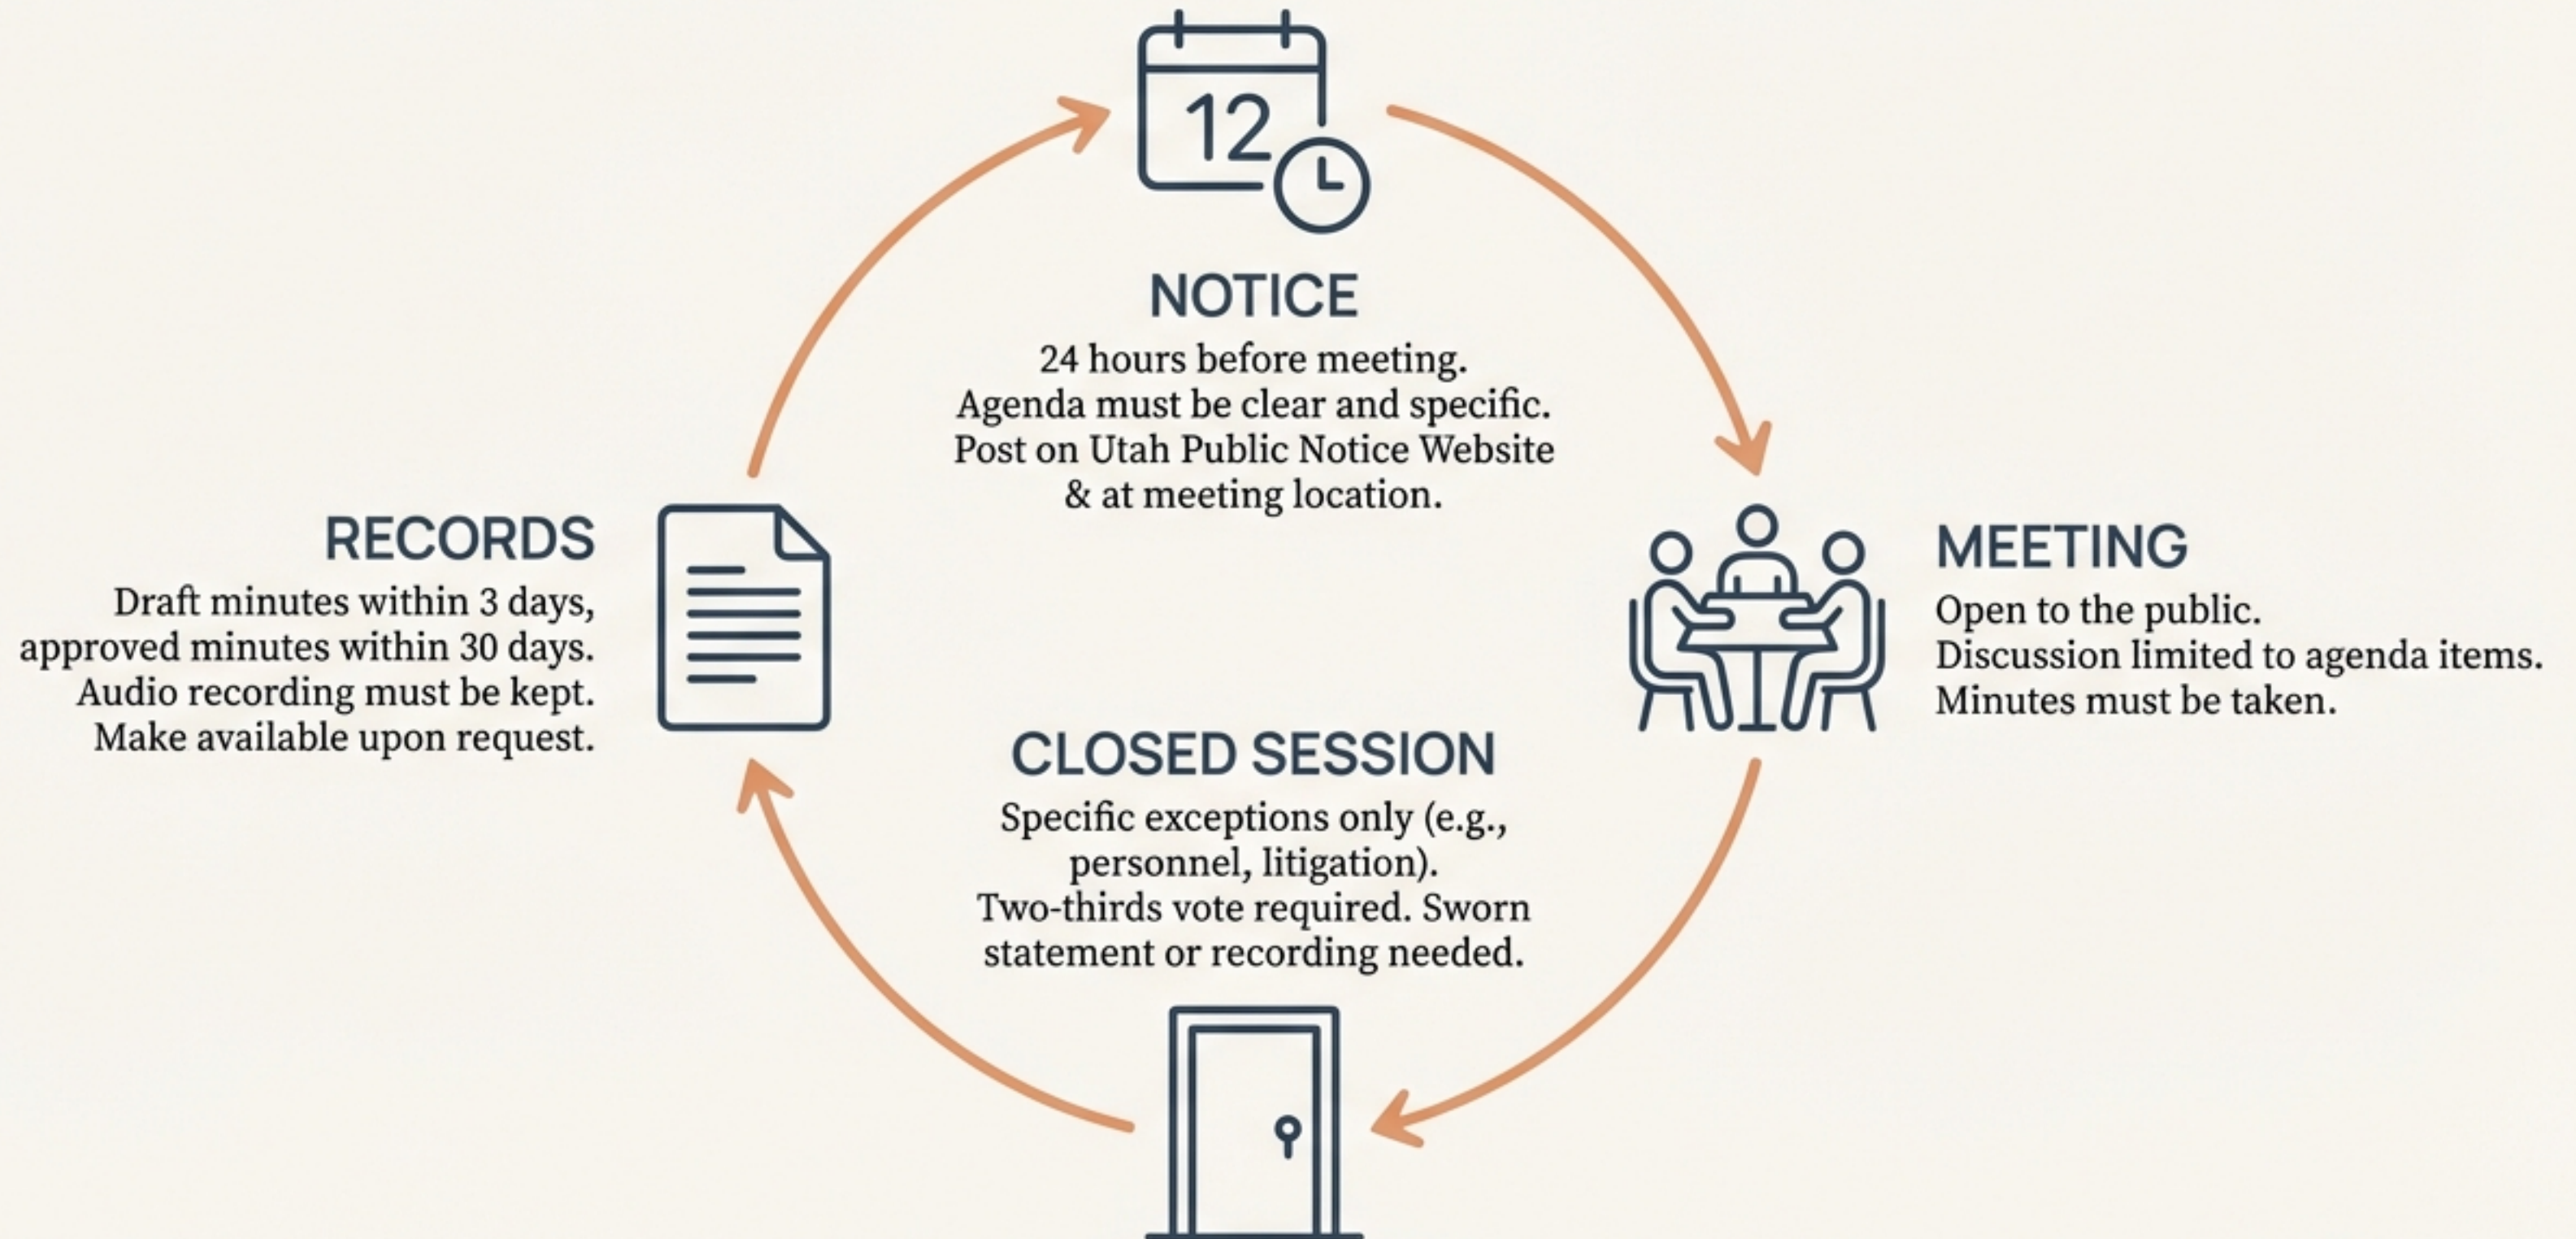 12
NOTICE
24 hours before meeting.
Agenda must be clear and specific.
Post on Utah Public Notice Website
& at meeting location.
MEETING
Open to the public.
Discussion limited to agenda items.
Minutes must be taken.
CLOSED SESSION
Specific exceptions only (e.g.,
personnel, litigation).
Two-thirds vote required. Sworn
statement or recording needed.
RECORDS
Draft minutes within 3 days,
approved minutes within 30 days.
Audio recording must be kept.
Make available upon request.